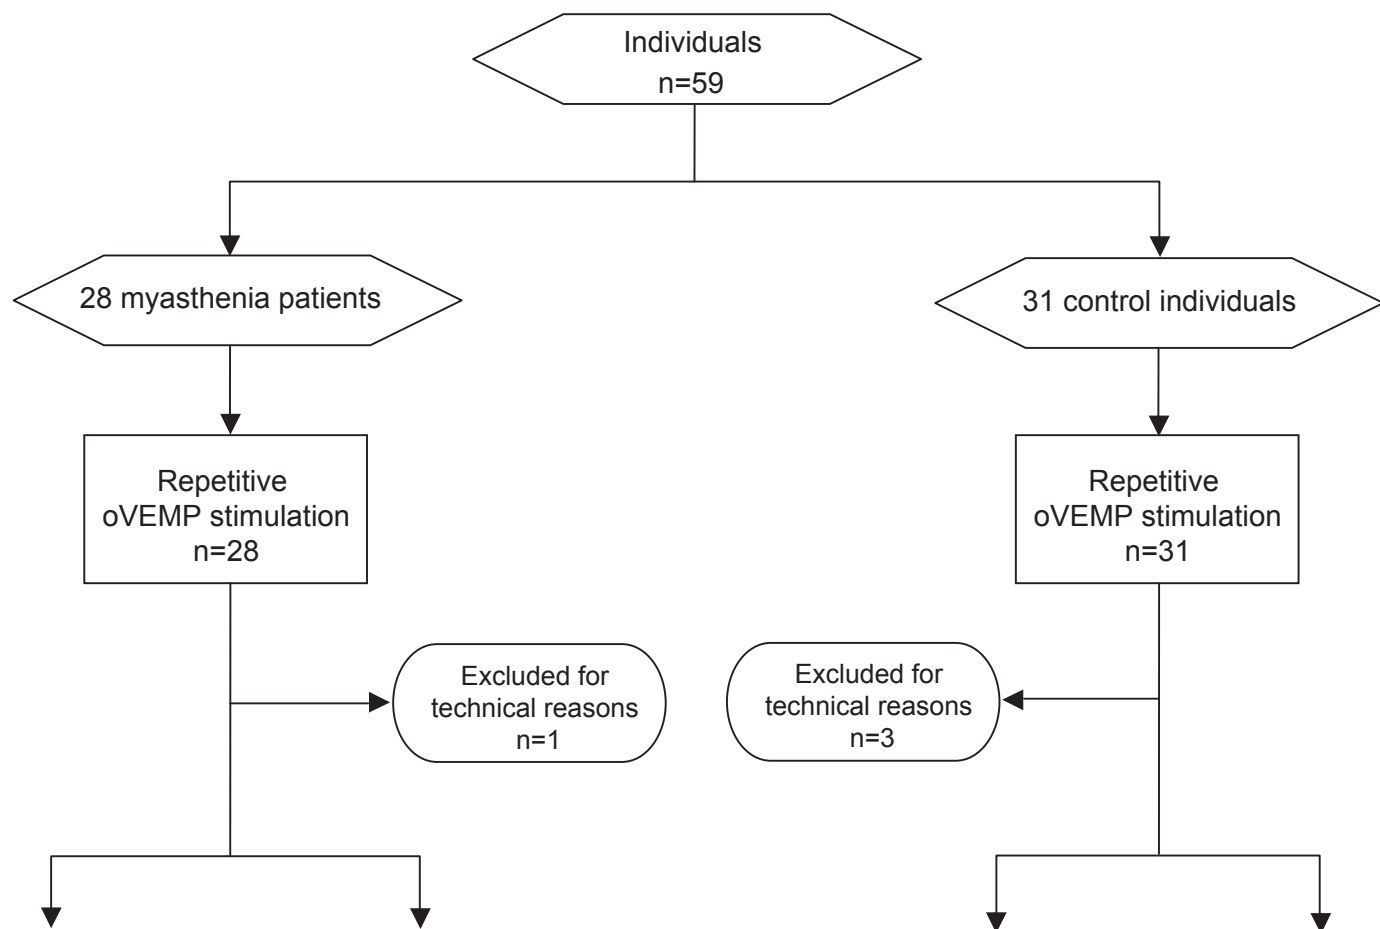 Individuals
n=59
28 myasthenia patients
31 control individuals
Repetitive
oVEMP stimulation
n=28
Repetitive
oVEMP stimulation
n=31
Excluded for
technical reasons
n=1
Excluded for
technical reasons
n=3